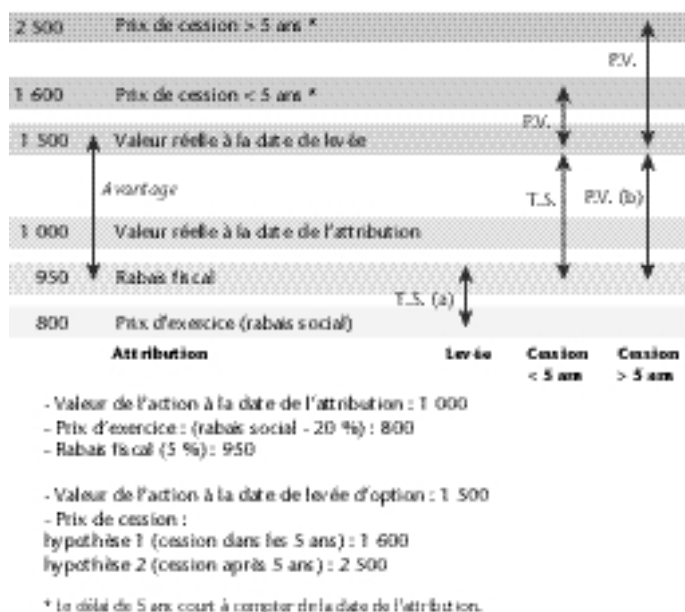 2 500 Prix de cession > 5 ans *
P.V.
1 600 Prix de cession < 5 ans *
P.V.
1 500 Valeur réelle à la date de levée
Avantage
T.S. P.V. (b)
1 000 Valeur réelle à la date de l'attribution
950 Rabais fiscal
T.S. (a)
800 Prix d'exercice (rabais social)
Attribution Levée Cession Cession
< 5 ans > 5 ans
- Valeur de l'action à la date de l'attribution : 1 000
- Prix d'exercice : (rabais social - 20 %) : 800
- Rabais fiscal (5 %) : 950
- Valeur de l'action à la date de levée d'option : 1 500
- Prix de cession :
hypothèse 1 (cession dans les 5 ans) : 1 600
hypothèse 2 (cession après 5 ans) : 2 500
* Le délai de 5 ans court à compter de la date de l'attribution.